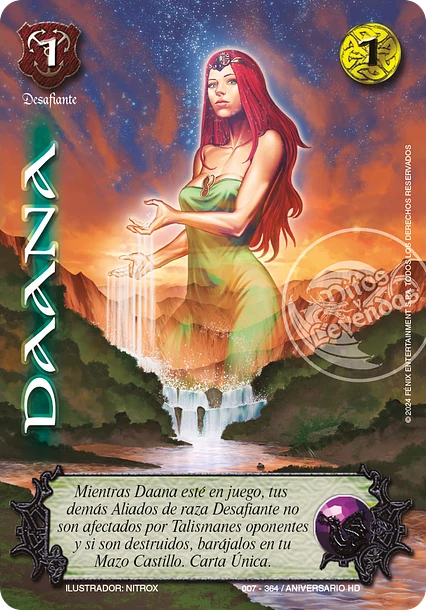 1
1
Desafiante
DAANA
© 2024 FÉNIX ENTERTAINMENT SPA. TODOS LOS DERECHOS RESERVADOS
Mitos
y
Leyendas
Mientras Daana esté en juego, tus
demás Aliados de raza Desafiante no
son afectados por Talismanes oponentes
y si son destruidos, barájalos en tu
Mazo Castillo. Carta Única.
ILUSTRADOR: NITROX
007 - 364 / ANIVERSARIO HD